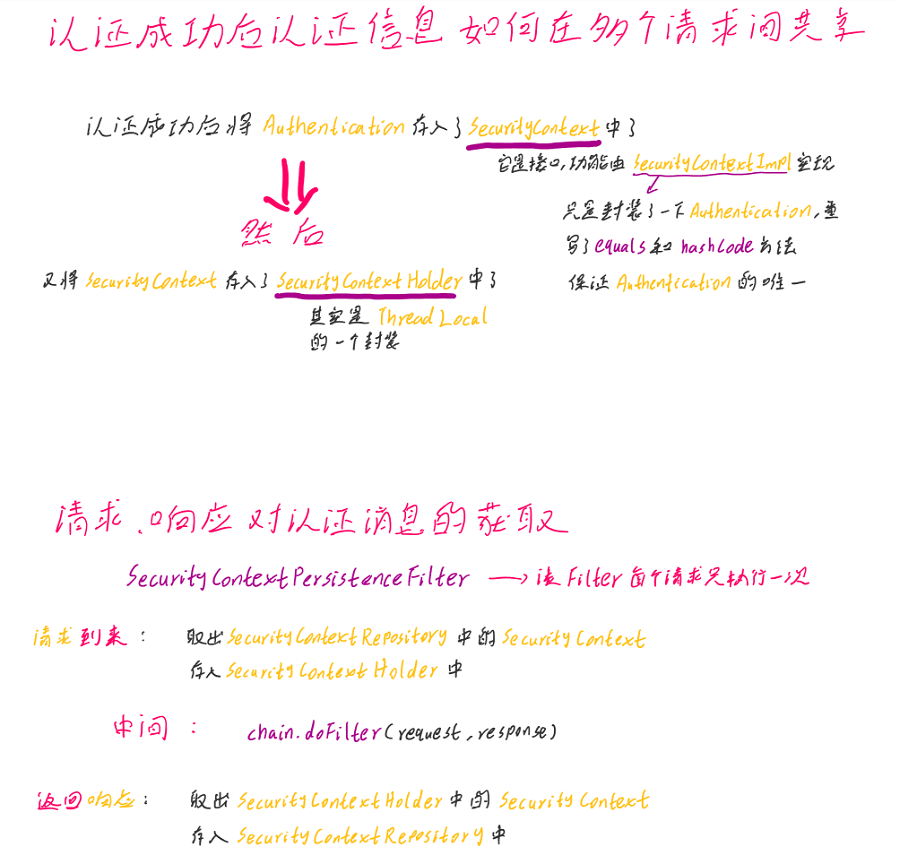 认证成功后认证信息 如何在多个请求间共享
认证成功后将 Authentication 存入了 SecurityContext 中了
它是接口,功能由 SecurityContextImpl 实现
只是封装了一下 Authentication,重
写了 equals 和 hashCode 方法
保证 Authentication 的唯一
然后
又将 SecurityContext 存入了 SecurityContextHolder 中了
其实是 ThreadLocal
的一个封装
请求、响应对认证消息的获取
SecurityContextPersistenceFilter → 该 Filter 每个请求只执行一次
请求到来: 取出 SecurityContextRepository 中的 SecurityContext
存入 SecurityContextHolder 中
中间: chain.doFilter(request,response)
返回响应: 取出 SecurityContextHolder 中的 SecurityContext
存入 SecurityContextRepository 中